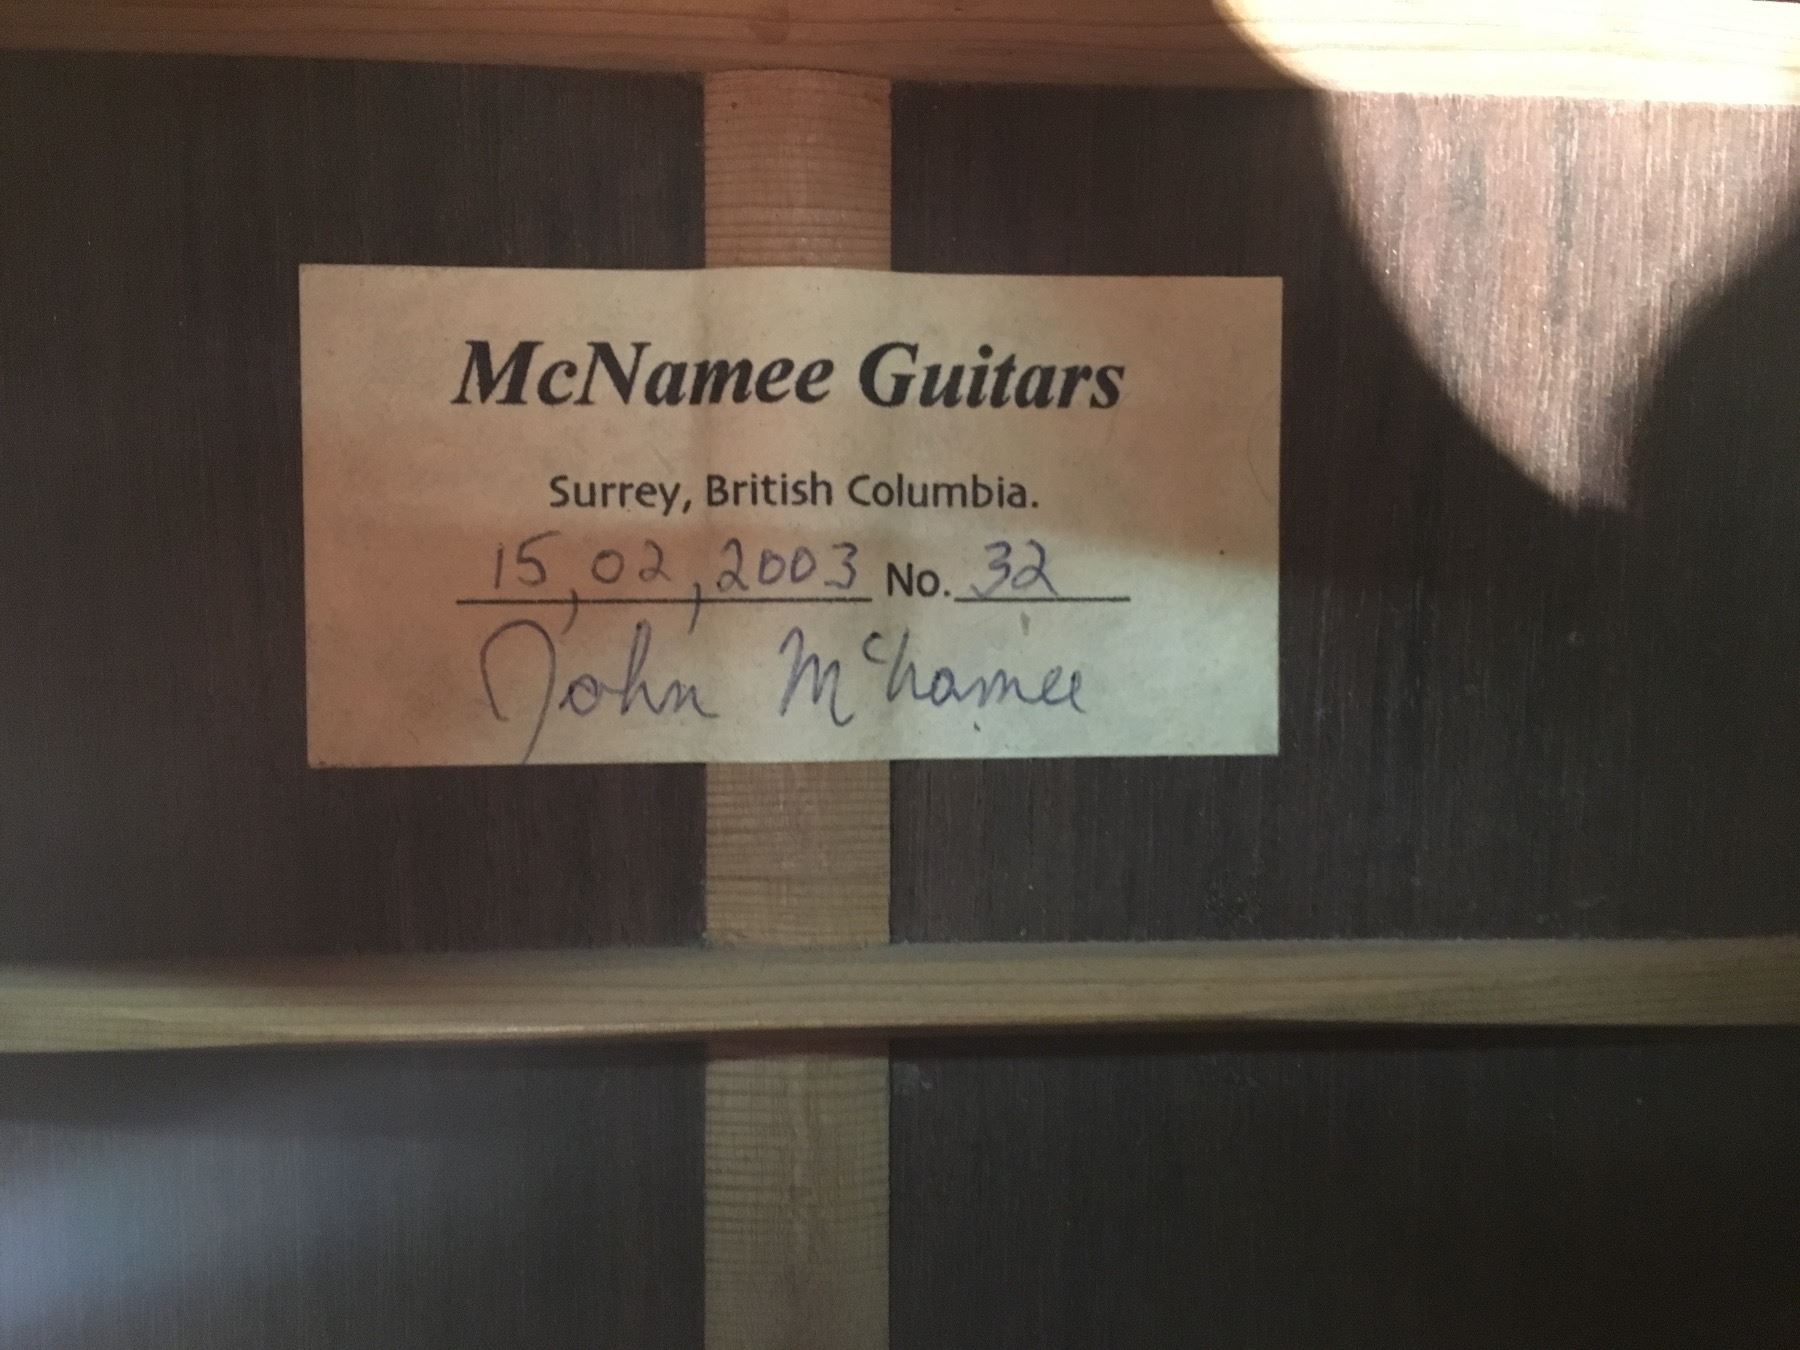 McNamee Guitars
Surrey, British Columbia.
15,02,2003 No. 32
John McNamee